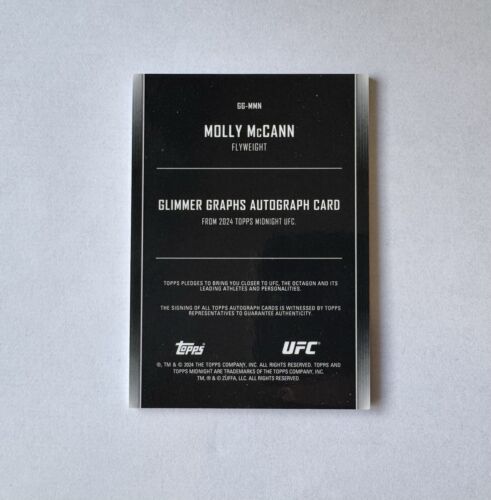 GG-MMN
MOLLY McCANN
FLYWEIGHT
GLIMMER GRAPHS AUTOGRAPH CARD
FROM 2024 TOPPS MIDNIGHT UFC.
TOPPS PLEDGES TO BRING YOU CLOSER TO UFC, THE OCTAGON AND ITS
LEADING ATHLETES AND PERSONALITIES.
THE SIGNING OF ALL TOPPS AUTOGRAPH CARDS IS WITNESSED BY TOPPS
REPRESENTATIVES TO GUARANTEE AUTHENTICITY.
Topps UFC
®, TM & © 2024 THE TOPPS COMPANY, INC. ALL RIGHTS RESERVED. TOPPS AND
TOPPS MIDNIGHT ARE TRADEMARKS OF THE TOPPS COMPANY, INC.
TM, ® & © ZUFFA, LLC. ALL RIGHTS RESERVED